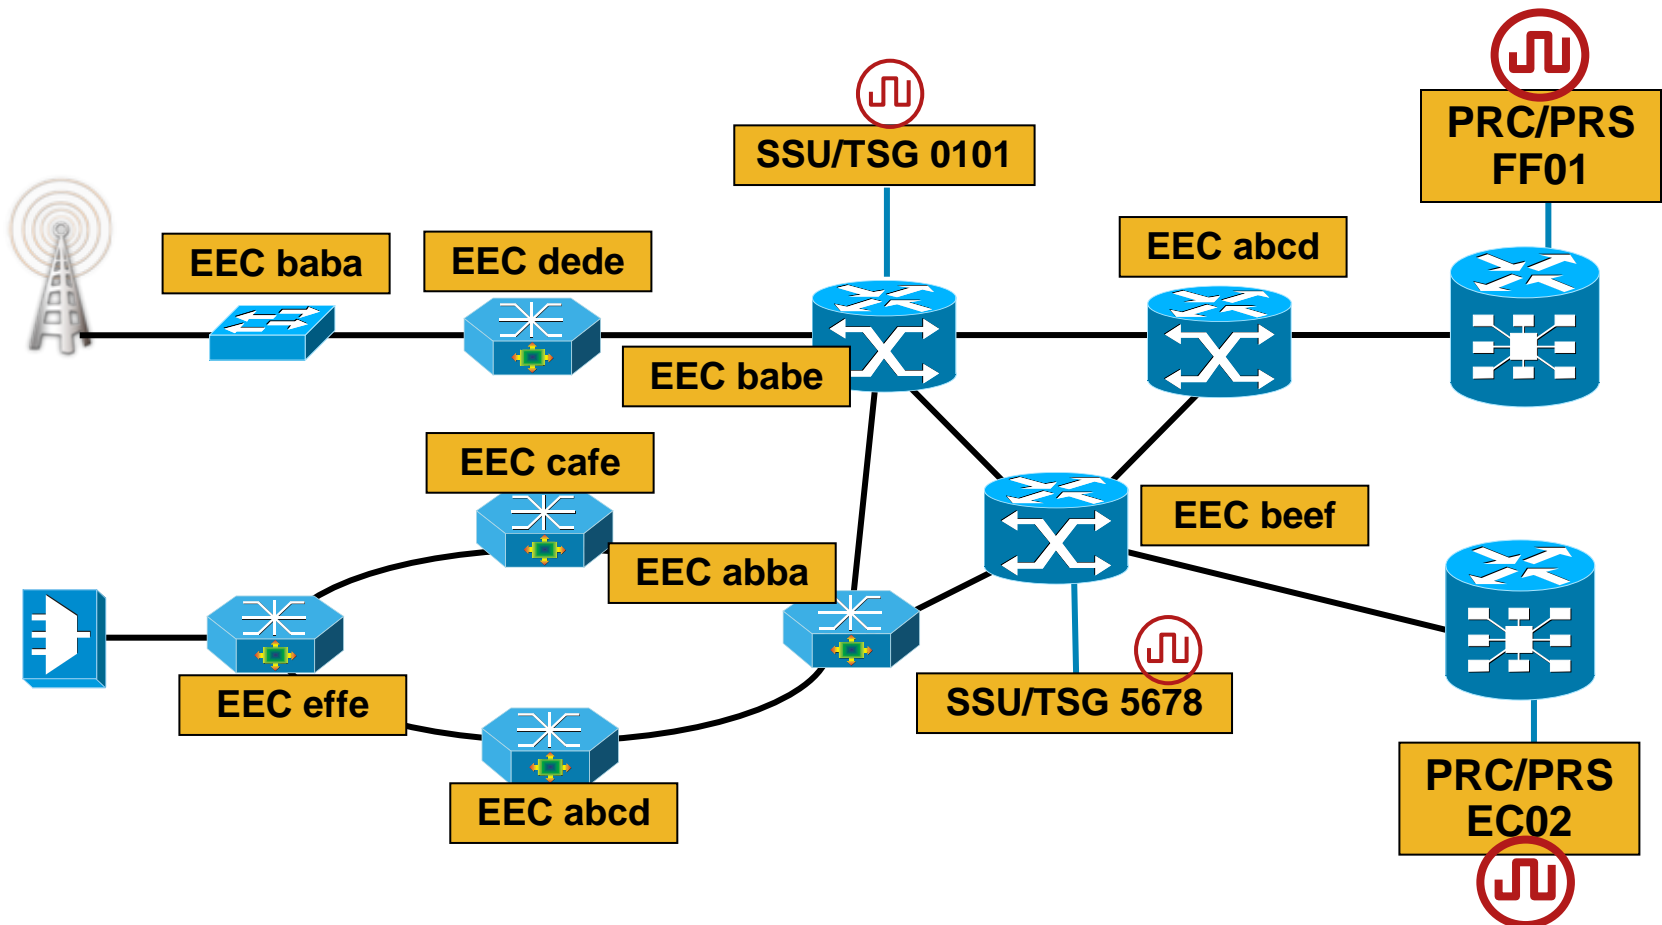 PRC/PRS
FF01
SSU/TSG 0101
EEC abcd
EEC baba
EEC dede
EEC babe
EEC cafe
EEC beef
EEC abba
EEC effe
SSU/TSG 5678
PRC/PRS
EC02
EEC abcd